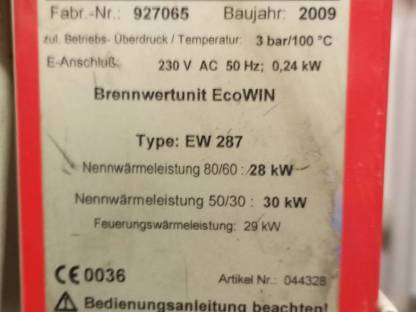 Fabr.-Nr.: 927065 Baujahr: 2009
zul. Betriebs- Überdruck / Temperatur: 3 bar/100 °C
E-Anschluß: 230 V AC 50 Hz; 0,24 kW
Brennwertunit EcoWIN
Type: EW 287
Nennwärmeleistung 80/60 : 28 kW
Nennwärmeleistung 50/30 : 30 kW
Feuerungswärmeleistung: 29 kW
CE 0036 Artikel Nr.: 044328
Bedienungsanleitung beachten!